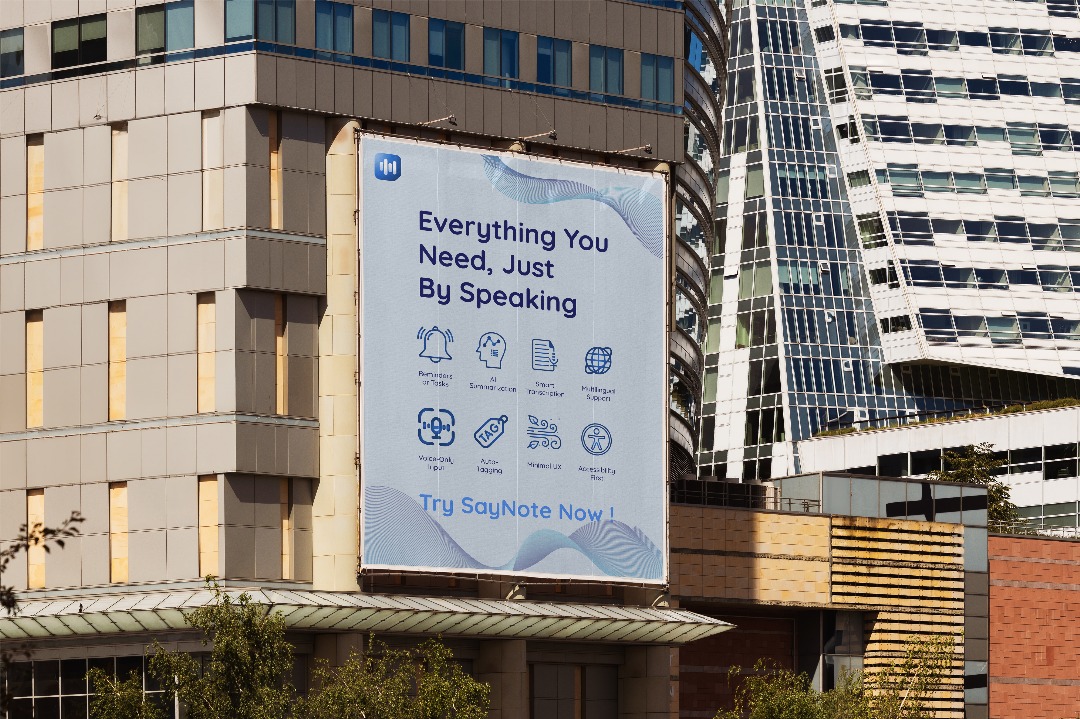 Everything You
Need, Just
By Speaking
Reminders
or Tasks
AI
Summarization
Smart
Transcription
Multilingual
Support
TAG
Voice-Only
Input
Auto-
Tagging
Minimal UX
Accessibility
First
Try SayNote Now !